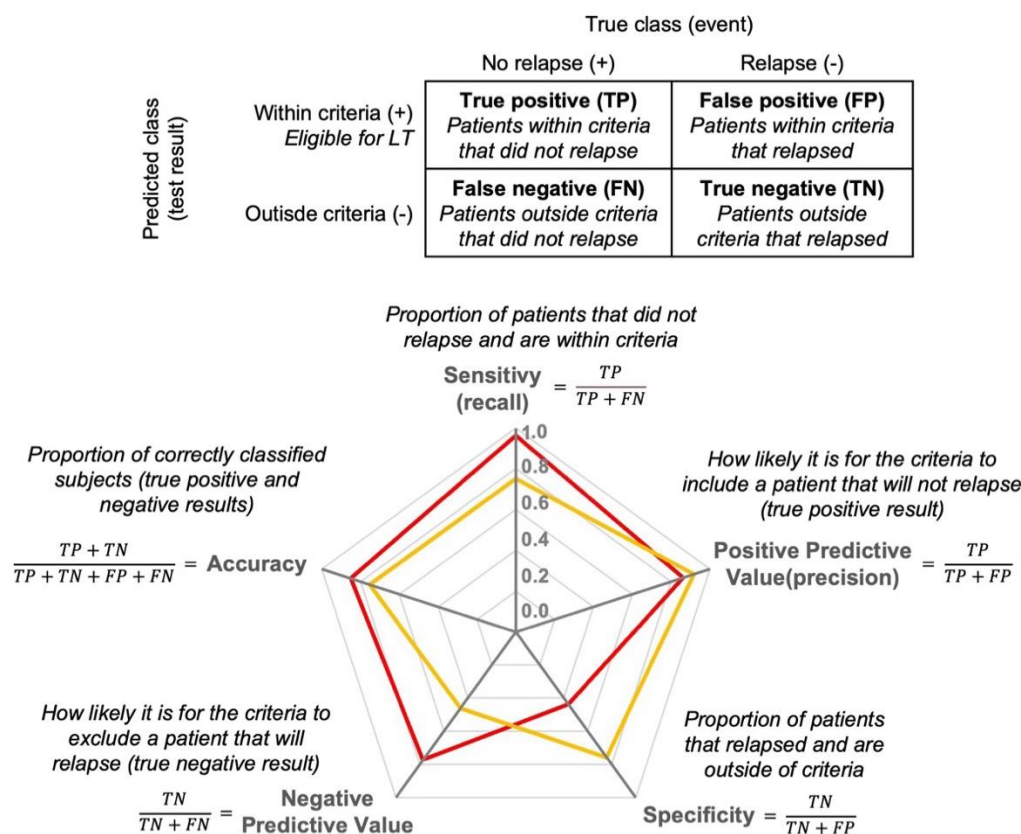 True class (event)
No relapse (+)
Relapse (-)
Predicted class
(test result)
Within criteria (+)
Eligible for LT
True positive (TP)
Patients within criteria
that did not relapse
False positive (FP)
Patients within criteria
that relapsed
Outisde criteria (-)
False negative (FN)
Patients outside criteria
that did not relapse
True negative (TN)
Patients outside
criteria that relapsed
Proportion of patients that did not
relapse and are within criteria
Sensitivy
(recall)
= TP / TP + FN
1.0
0.8
0.6
0.4
0.2
0.0
Proportion of correctly classified
subjects (true positive and
negative results)
TP + TN / TP + TN + FP + FN = Accuracy
How likely it is for the criteria to
include a patient that will not relapse
(true positive result)
Positive Predictive
Value(precision)
= TP / TP + FP
How likely it is for the criteria to
exclude a patient that will
relapse (true negative result)
TN / TN + FN =
Negative
Predictive Value
Proportion of patients
that relapsed and are
outside of criteria
Specificity = TN / TN + FP